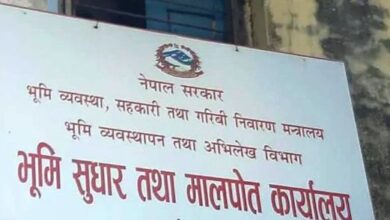 नेपाल सरकार
भूमि व्यवस्था, सहकारी तथा गरिबी निवारण मन्त्रालय
भूमि व्यवस्थापन तथा अभिलेख विभाग
भूमि सुधार तथा मालपोत कार्यालय